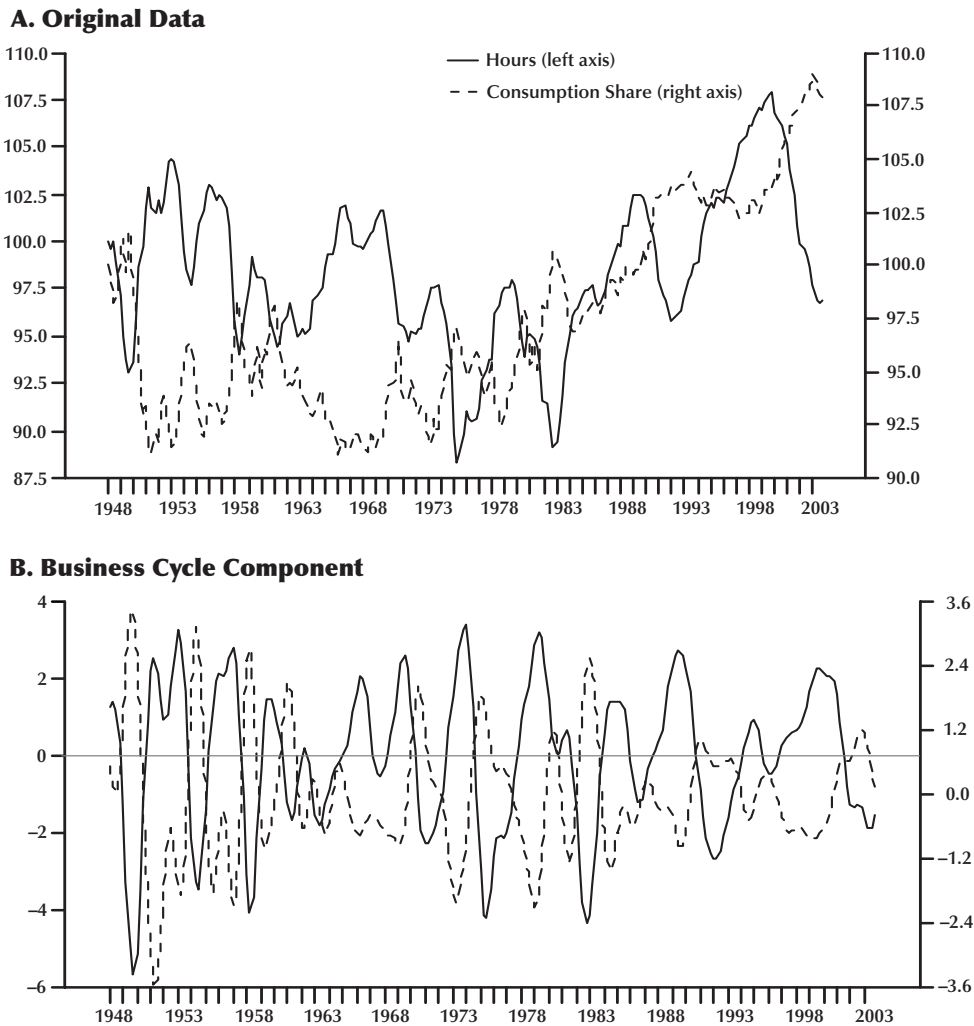 A. Original Data
110.0 110.0
Hours (left axis)
Consumption Share (right axis)
107.5 107.5
105.0 105.0
102.5 102.5
100.0 100.0
97.5 97.5
95.0 95.0
92.5 92.5
90.0
87.5 90.0
1948 1953 1958 1963 1968 1973 1978 1983 1988 1993 1998 2003
B. Business Cycle Component
4 3.6
2 2.4
0 1.2
−2 0.0
−4 −1.2
−6 −2.4
−3.6
1948 1953 1958 1963 1968 1973 1978 1983 1988 1993 1998 2003